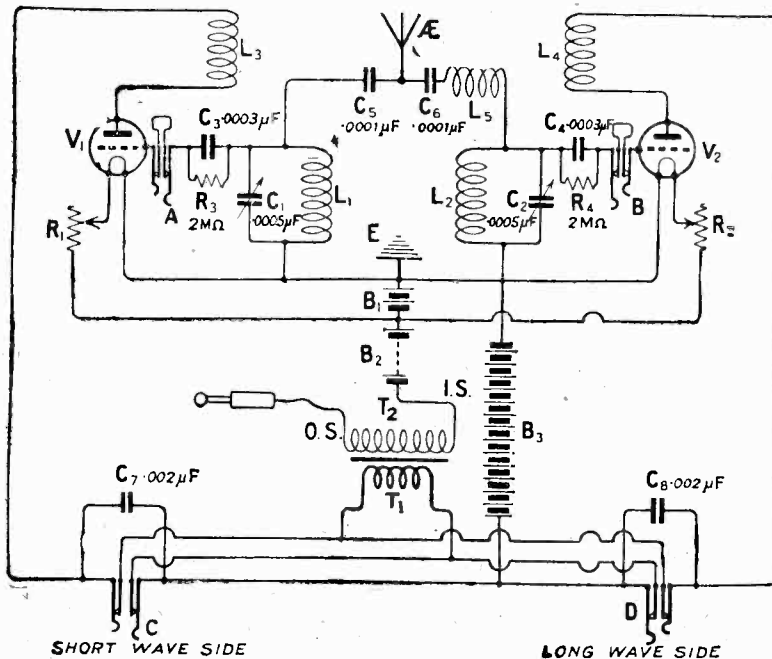 Æ
L3
L4
C3 .0003µF
C5
.0001µF
C6
.0001µF
L5
C4 .0003µF
V1
V2
A
R3
2MΩ
C1
.0005µF
L1
L2
C2
.0005µF
R4
2MΩ
B
R1
E
B1
B2
I.S.
T2
O.S.
B3
T1
C7 .002µF
C8 .002µF
C
D
SHORT WAVE SIDE
LONG WAVE SIDE